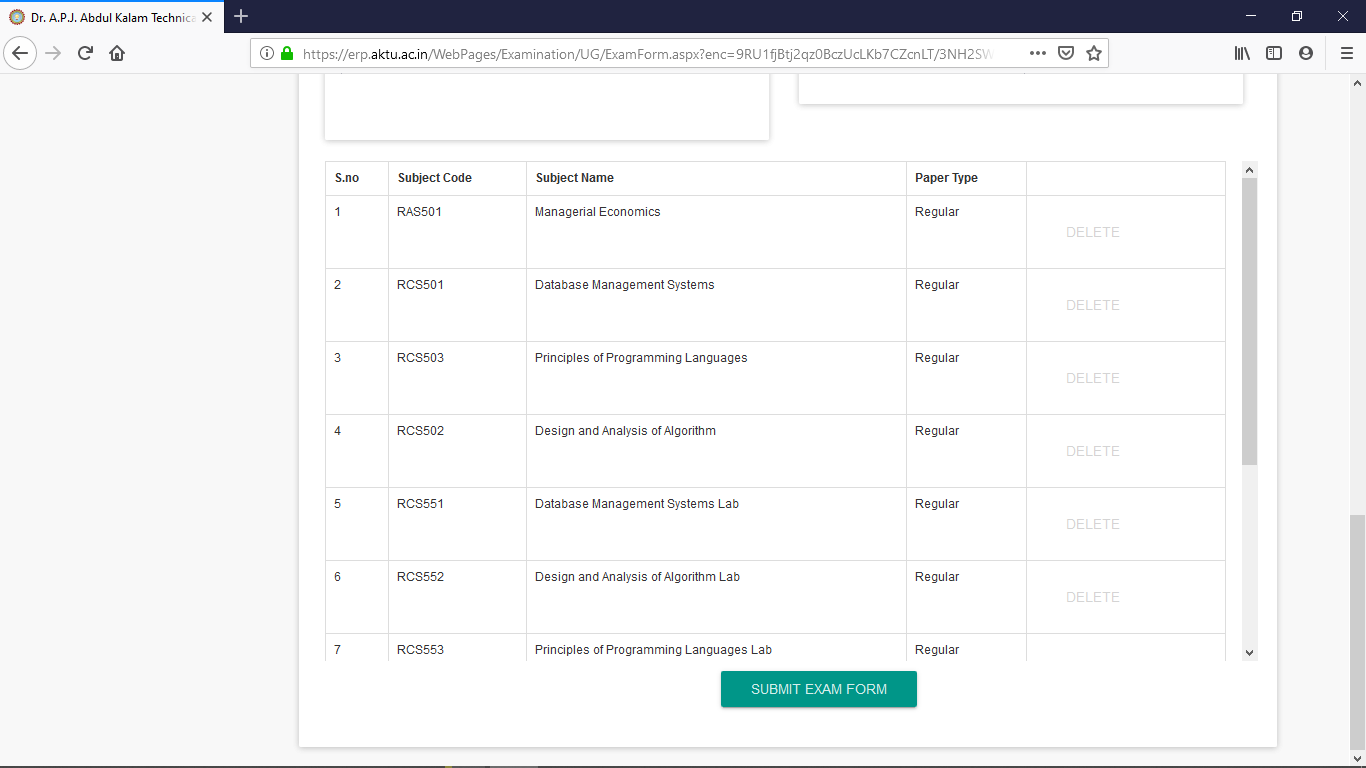 Dr. A.P.J. Abdul Kalam Technica
https://erp.aktu.ac.in/WebPages/Examination/UG/ExamForm.aspx?enc=9RU1fjBtj2qz0BczUcLKb7CZcnLT/3NH2SW
S.no Subject Code Subject Name Paper Type
1 RAS501 Managerial Economics Regular DELETE
2 RCS501 Database Management Systems Regular DELETE
3 RCS503 Principles of Programming Languages Regular DELETE
4 RCS502 Design and Analysis of Algorithm Regular DELETE
5 RCS551 Database Management Systems Lab Regular DELETE
6 RCS552 Design and Analysis of Algorithm Lab Regular DELETE
7 RCS553 Principles of Programming Languages Lab Regular
SUBMIT EXAM FORM